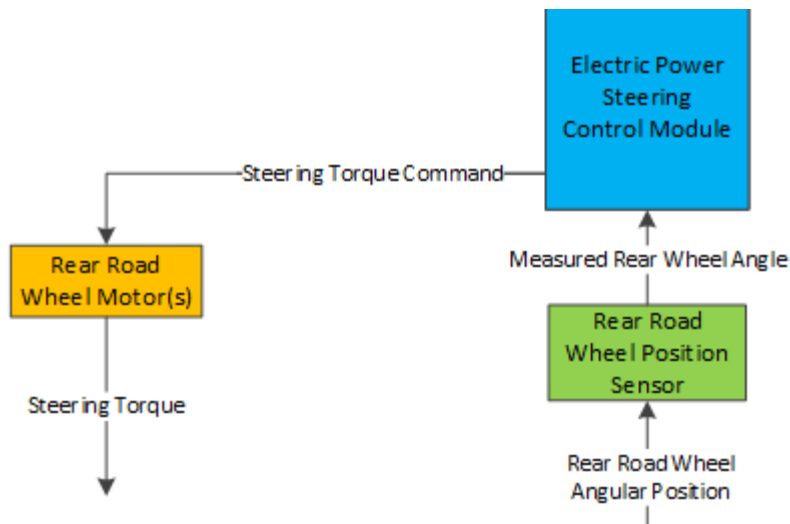 Electric Power
Steering
Control Module
Steering Torque Command
Measured Rear Wheel Angle
Rear Road
Wheel Motor(s)
Rear Road
Wheel Position
Sensor
Steering Torque
Rear Road Wheel
Angular Position